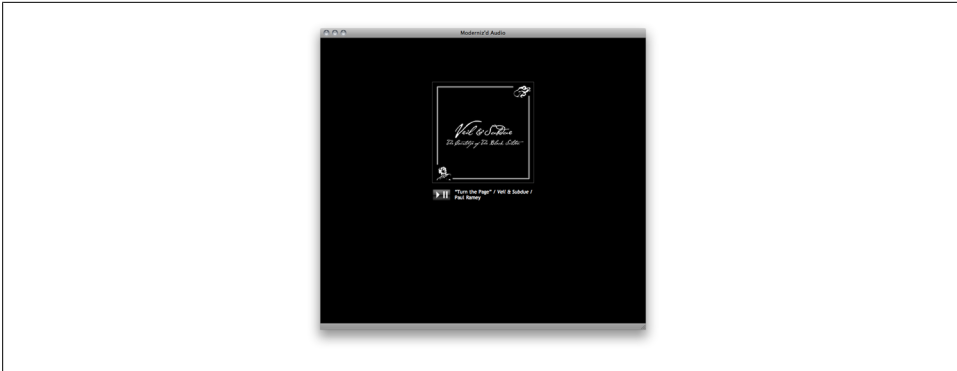 Moderniz'd Audio
Veil & Subdue
"Turn the Page" / Veil & Subdue /
Paul Ramey